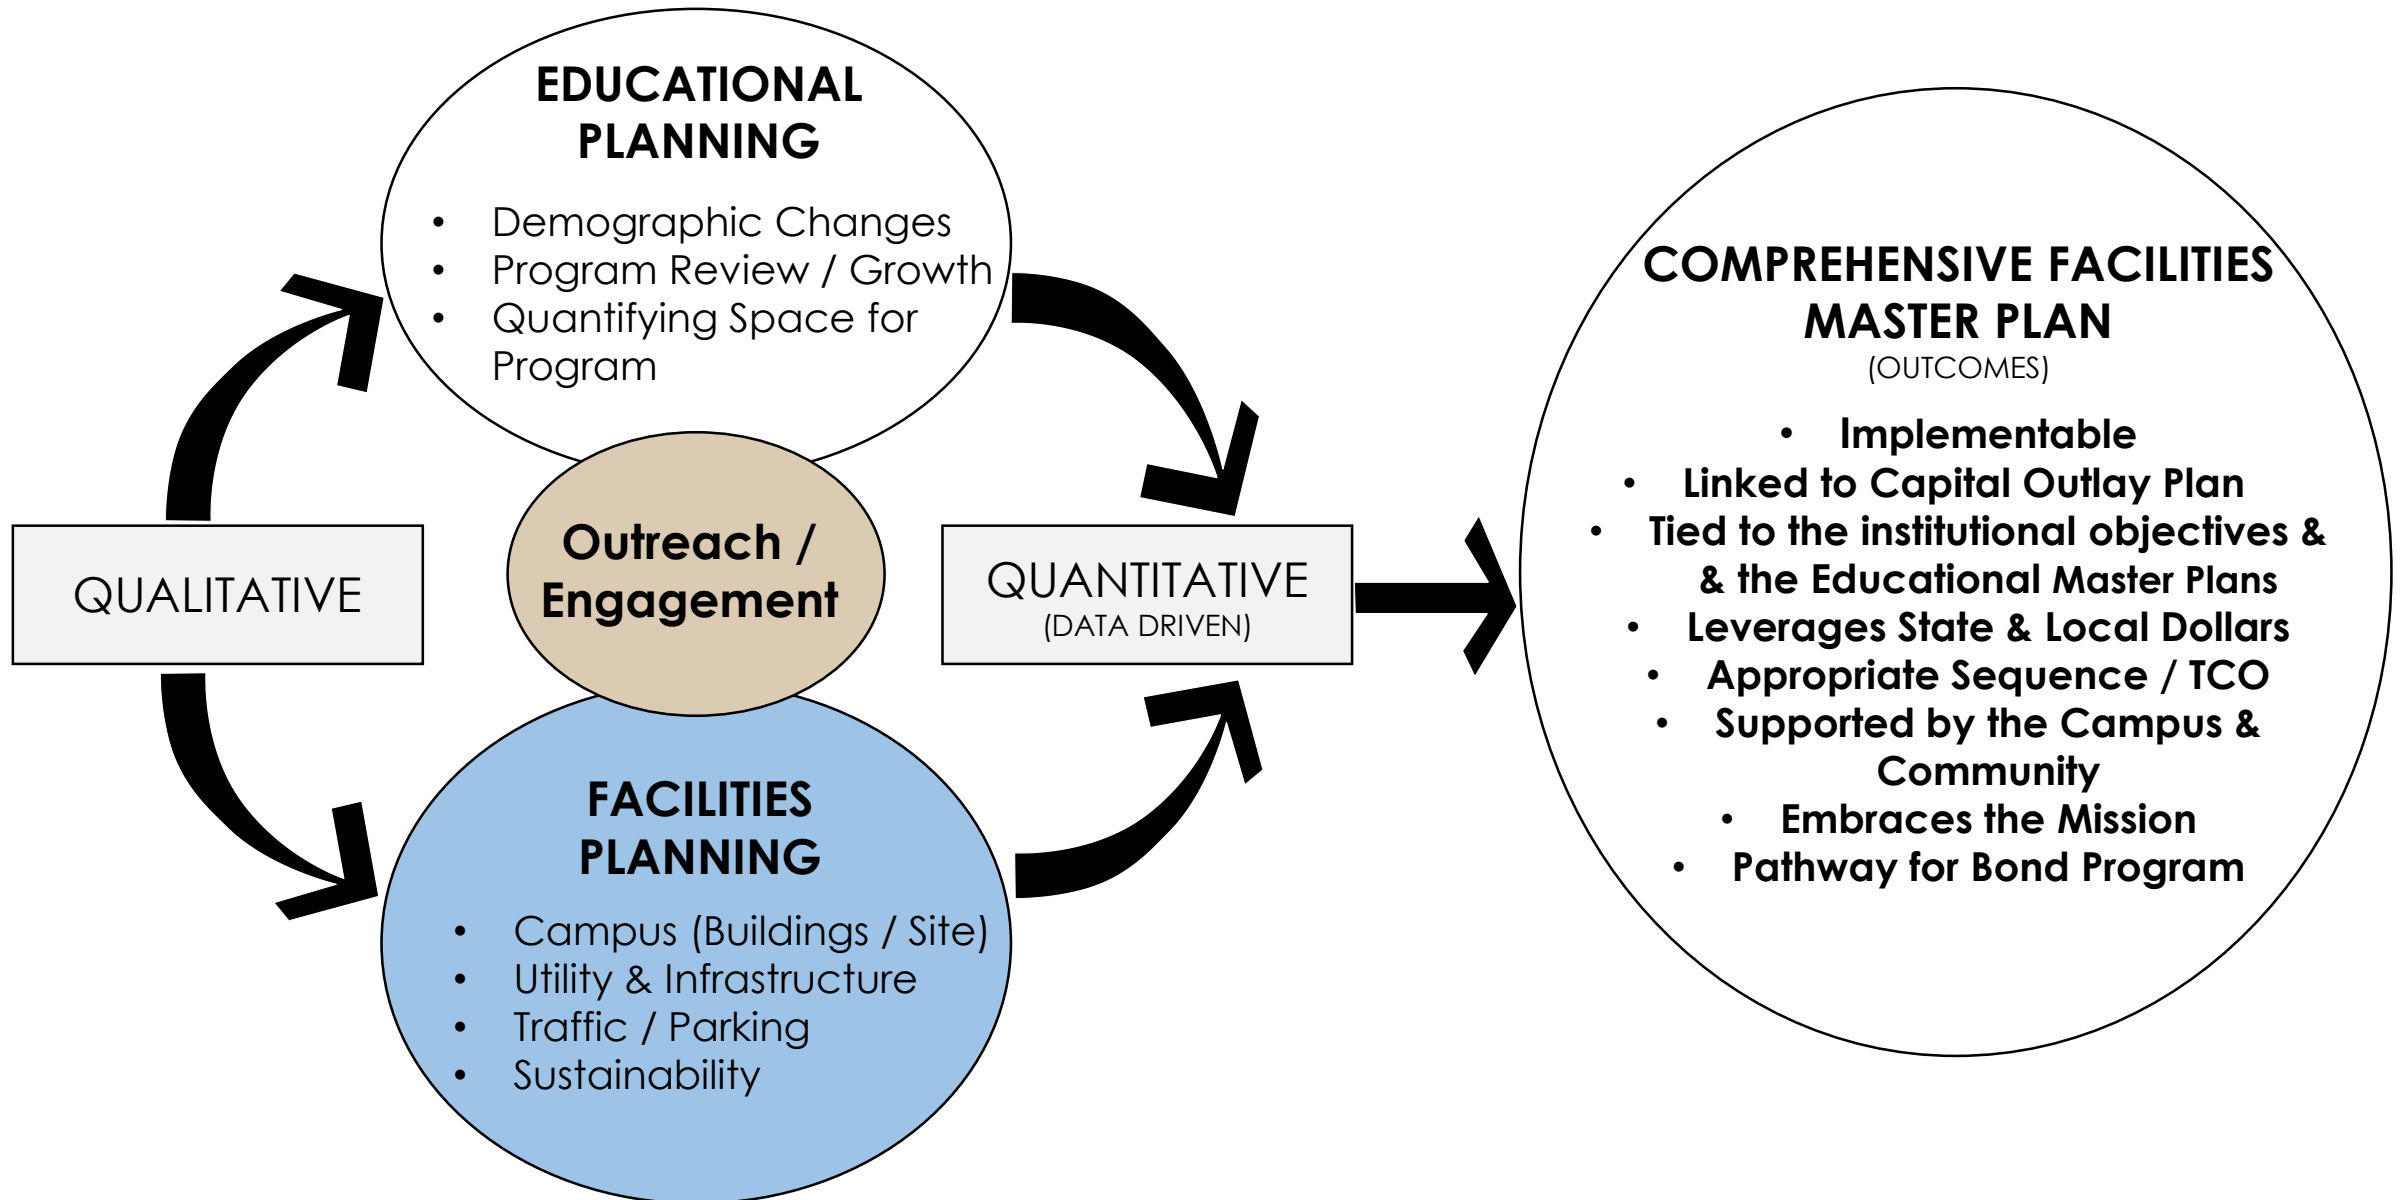 EDUCATIONAL
PLANNING
• Demographic Changes
• Program Review / Growth
• Quantifying Space for
Program
QUALITATIVE
Outreach /
Engagement
QUANTITATIVE
(DATA DRIVEN)
FACILITIES
PLANNING
• Campus (Buildings / Site)
• Utility & Infrastructure
• Traffic / Parking
• Sustainability
COMPREHENSIVE FACILITIES
MASTER PLAN
(OUTCOMES)
• Implementable
• Linked to Capital Outlay Plan
• Tied to the institutional objectives &
& the Educational Master Plans
• Leverages State & Local Dollars
• Appropriate Sequence / TCO
• Supported by the Campus &
Community
• Embraces the Mission
• Pathway for Bond Program